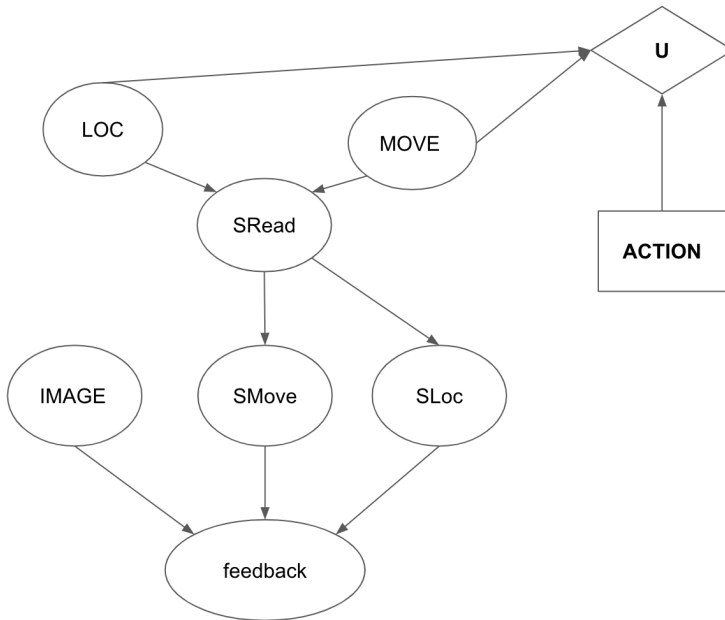 U
LOC
MOVE
SRead
ACTION
IMAGE
SMove
SLoc
feedback